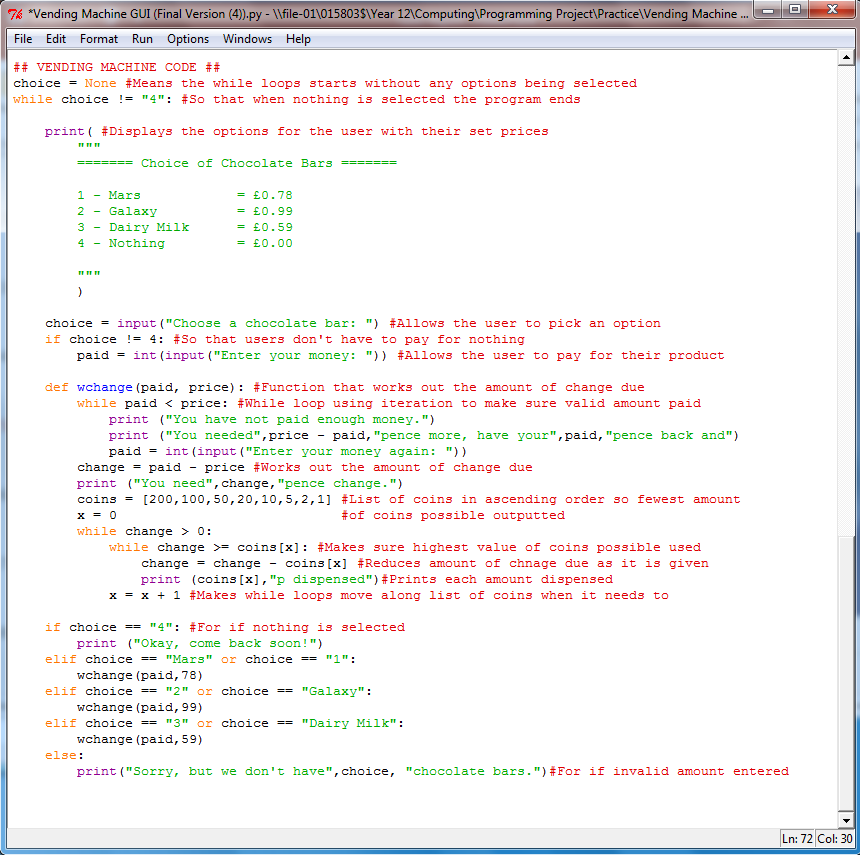 *Vending Machine GUI (Final Version (4)).py - \\file-01\015803$\Year 12\Computing\Programming Project\Practice\Vending Machine ...
File Edit Format Run Options Windows Help
## VENDING MACHINE CODE ##
choice = None #Means the while loops starts without any options being selected
while choice != "4": #So that when nothing is selected the program ends
    print( #Displays the options for the user with their set prices
        """
        ======= Choice of Chocolate Bars =======
        1 - Mars            = £0.78
        2 - Galaxy          = £0.99
        3 - Dairy Milk      = £0.59
        4 - Nothing         = £0.00
        """
        )
    choice = input("Choose a chocolate bar: ") #Allows the user to pick an option
    if choice != 4: #So that users don't have to pay for nothing
        paid = int(input("Enter your money: ")) #Allows the user to pay for their product
    def wchange(paid, price): #Function that works out the amount of change due
        while paid < price: #While loop using iteration to make sure valid amount paid
            print ("You have not paid enough money.")
            print ("You needed",price - paid,"pence more, have your",paid,"pence back and")
            paid = int(input("Enter your money again: "))
        change = paid - price #Works out the amount of change due
        print ("You need",change,"pence change.")
        coins = [200,100,50,20,10,5,2,1] #List of coins in ascending order so fewest amount
        x = 0                            #of coins possible outputted
        while change > 0:
            while change >= coins[x]: #Makes sure highest value of coins possible used
                change = change - coins[x] #Reduces amount of chnage due as it is given
                print (coins[x],"p dispensed")#Prints each amount dispensed
            x = x + 1 #Makes while loops move along list of coins when it needs to
    if choice == "4": #For if nothing is selected
        print ("Okay, come back soon!")
    elif choice == "Mars" or choice == "1":
        wchange(paid,78)
    elif choice == "2" or choice == "Galaxy":
        wchange(paid,99)
    elif choice == "3" or choice == "Dairy Milk":
        wchange(paid,59)
    else:
        print("Sorry, but we don't have",choice, "chocolate bars.")#For if invalid amount entered
Ln: 72 Col: 30